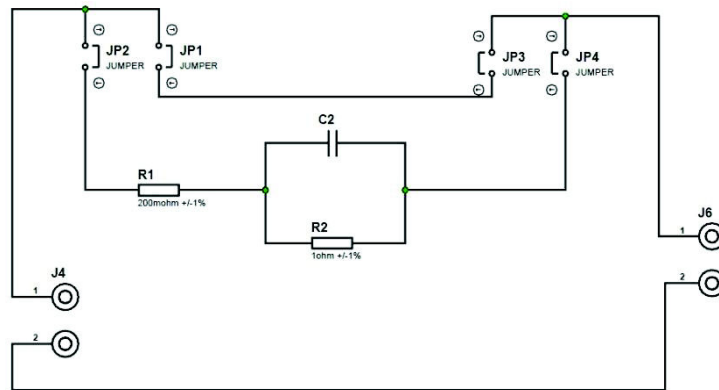 JP2
JUMPER
JP1
JUMPER
JP3
JUMPER
JP4
JUMPER
C2
R1
200mohm +/-1%
R2
1ohm +/-1%
J6
1
2
J4
1
2